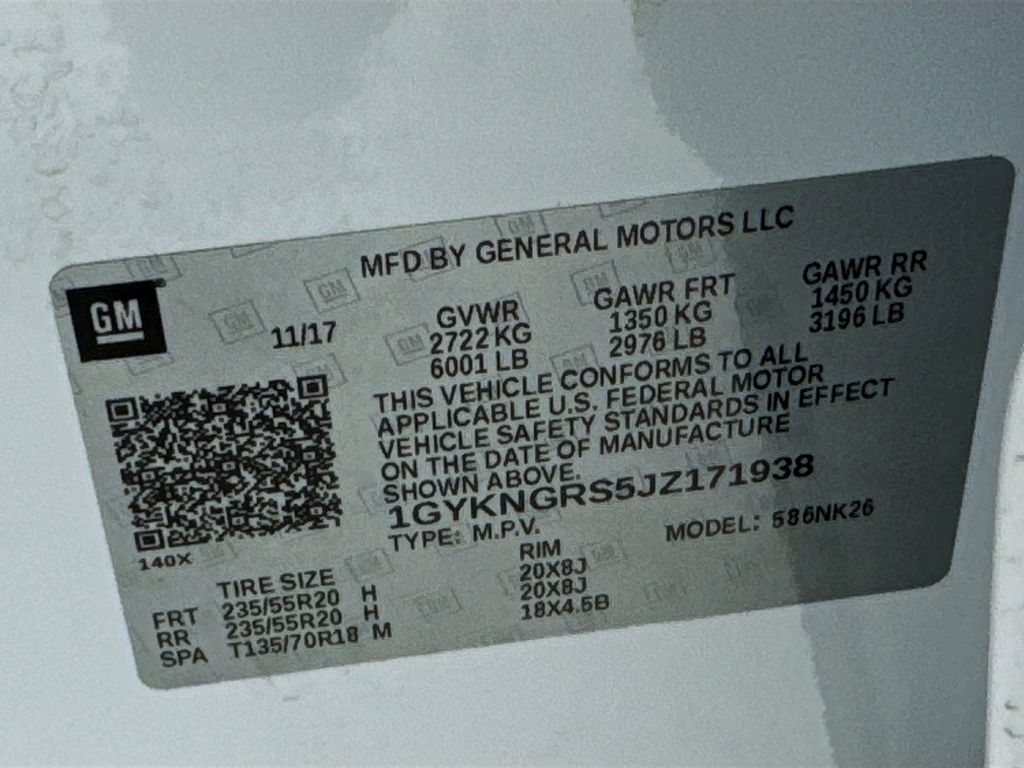 MFD BY GENERAL MOTORS LLC
GM
11/17
GVWR GAWR FRT GAWR RR
2722 KG 1350 KG 1450 KG
6001 LB 2976 LB 3196 LB
THIS VEHICLE CONFORMS TO ALL
APPLICABLE U.S. FEDERAL MOTOR
VEHICLE SAFETY STANDARDS IN EFFECT
ON THE DATE OF MANUFACTURE
SHOWN ABOVE.
1GYKNGRS5JZ171938
TYPE: M.P.V. MODEL: 586NK26
140X
TIRE SIZE RIM
FRT 235/55R20 H 20X8J
RR 235/55R20 H 20X8J
SPA T135/70R18 M 18X4.5B